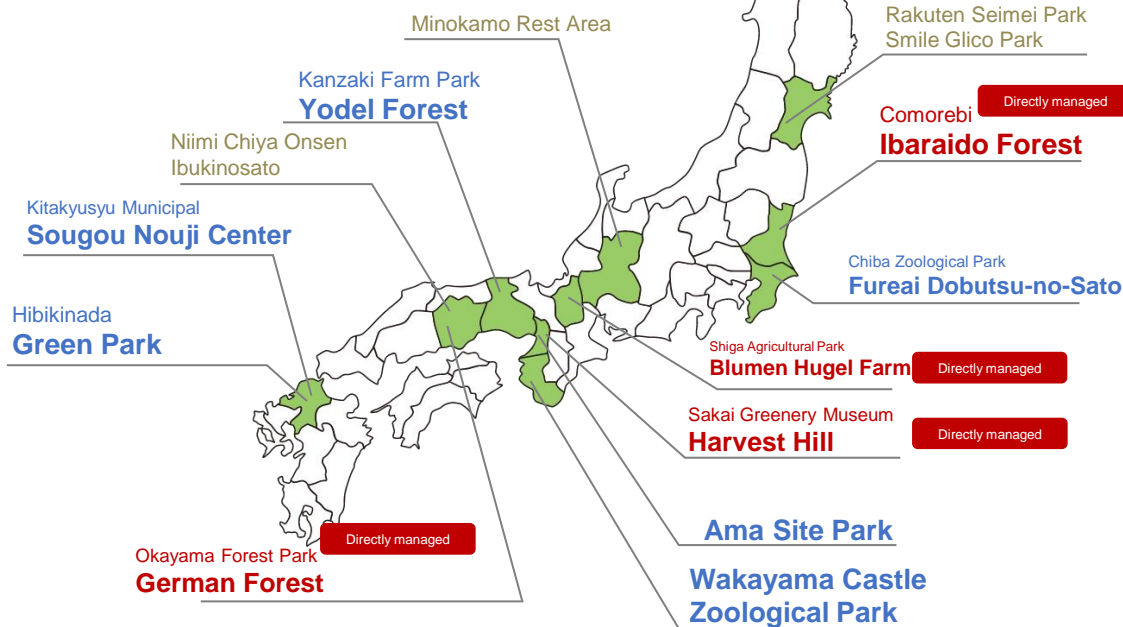 Minokamo Rest Area
Rakuten Seimei Park
Smile Glico Park
Kanzaki Farm Park
Yodel Forest
Directly managed
Comorebi
Ibaraido Forest
Niimi Chiya Onsen
Ibukinosato
Kitakyusyu Municipal
Sougou Nouji Center
Chiba Zoological Park
Fureai Dobutsu-no-Sato
Hibikinada
Green Park
Shiga Agricultural Park
Blumen Hugel Farm
Directly managed
Sakai Greenery Museum
Harvest Hill
Directly managed
Ama Site Park
Okayama Forest Park
German Forest
Directly managed
Wakayama Castle
Zoological Park